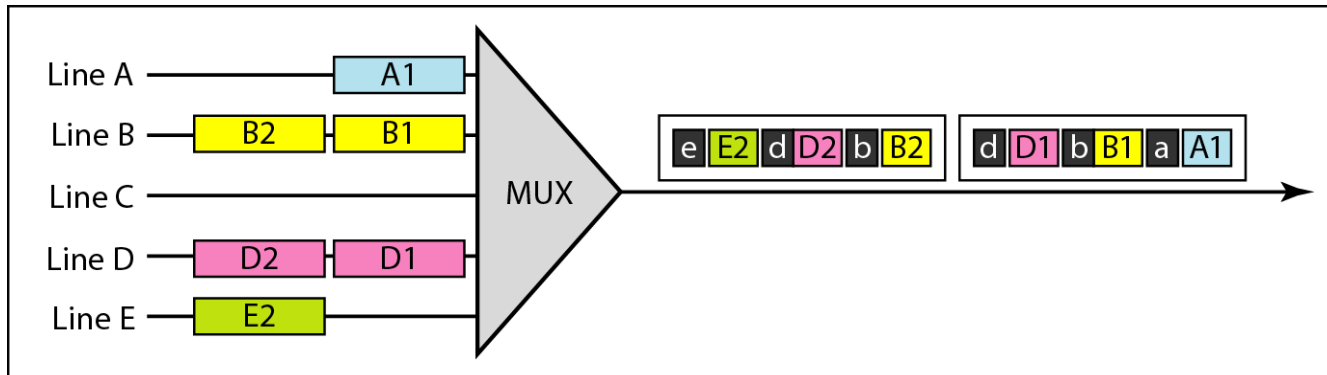 Line A
A1
Line B
B2 B1
Line C
Line D
D2 D1
Line E
E2
MUX
e E2 d D2 b B2
d D1 b B1 a A1